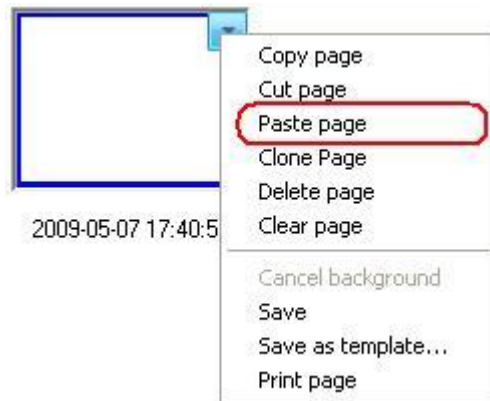 Copy page
Cut page
Paste page
Clone Page
Delete page
Clear page
2009-05-07 17:40:5
Cancel background
Save
Save as template...
Print page